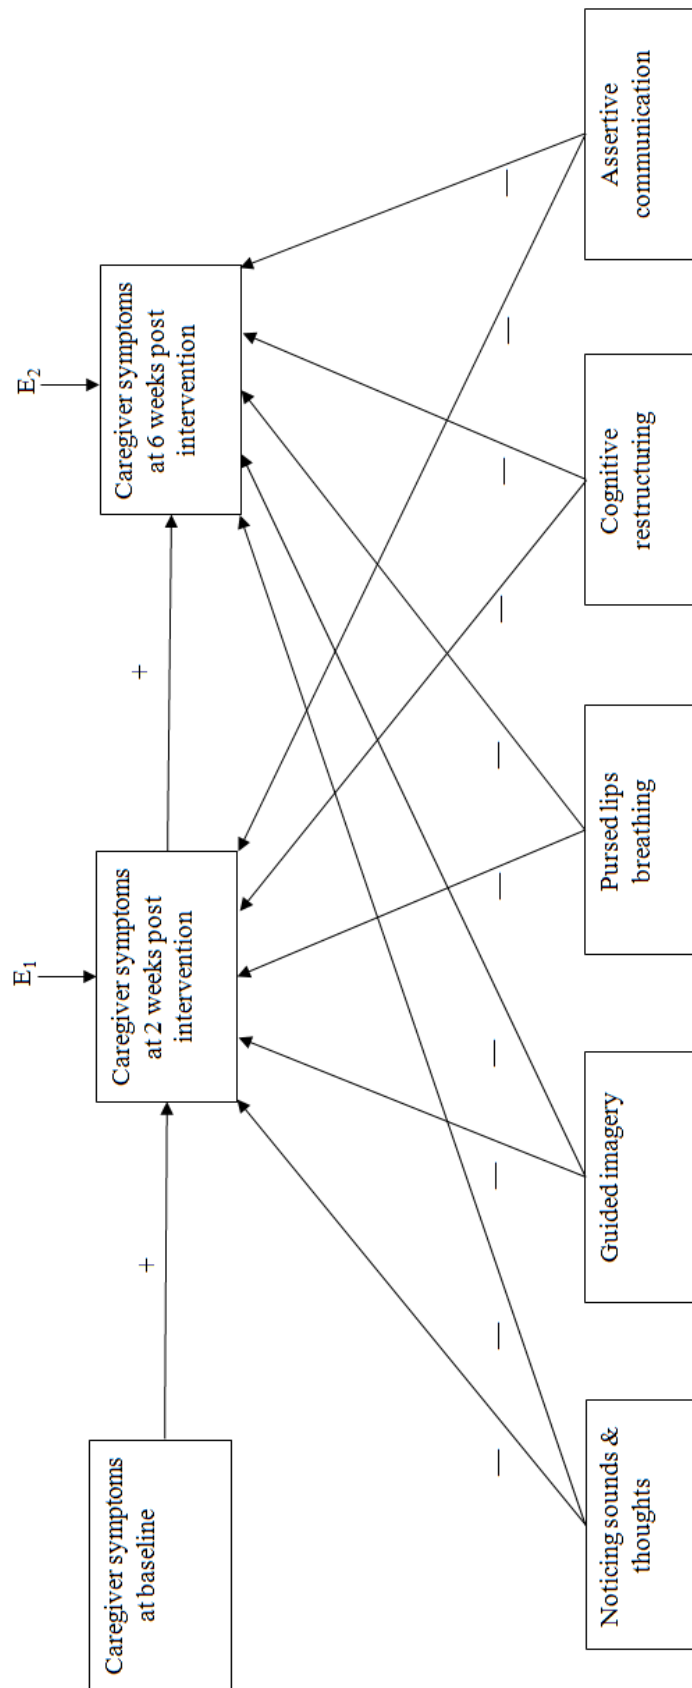 E₁
E₂
Caregiver symptoms
at baseline
+
Caregiver symptoms
at 2 weeks post
intervention
+
Caregiver symptoms
at 6 weeks post
intervention
—
—
—
—
—
—
—
—
—
—
Noticing sounds &
thoughts
Guided imagery
Pursed lips
breathing
Cognitive
restructuring
Assertive
communication